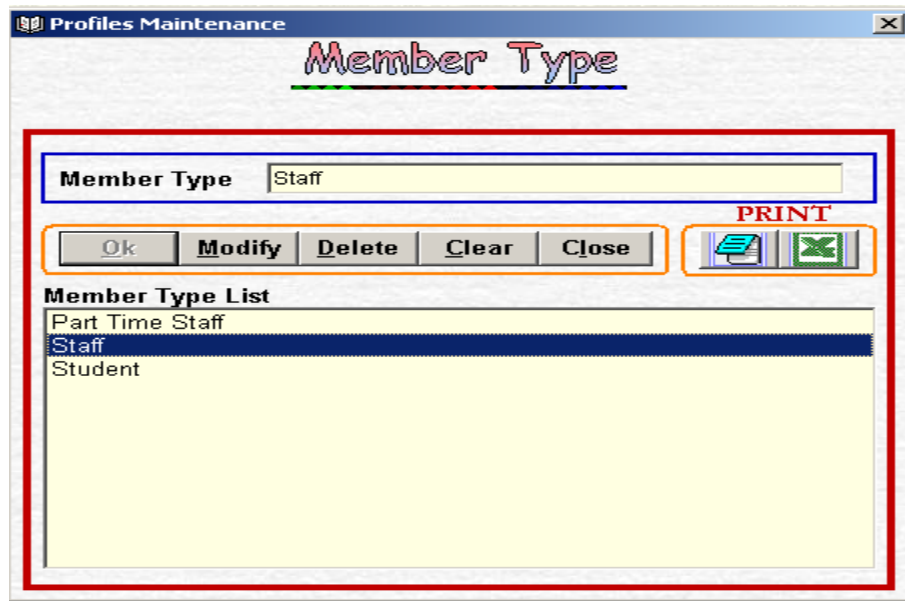 Profiles Maintenance
Member Type
Member Type Staff
PRINT
Ok Modify Delete Clear Close
Member Type List
Part Time Staff
Staff
Student